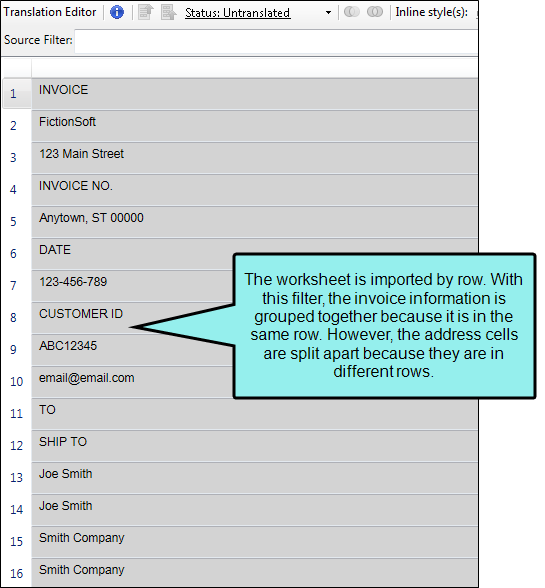 Translation Editor Status: Untranslated Inline style(s):
Source Filter:
1 INVOICE
2 FictionSoft
3 123 Main Street
4 INVOICE NO.
5 Anytown, ST 00000
6 DATE
7 123-456-789
8 CUSTOMER ID
9 ABC12345
10 email@email.com
11 TO
12 SHIP TO
13 Joe Smith
14 Joe Smith
15 Smith Company
16 Smith Company
The worksheet is imported by row. With
this filter, the invoice information is
grouped together because it is in the
same row. However, the address cells
are split apart because they are in
different rows.